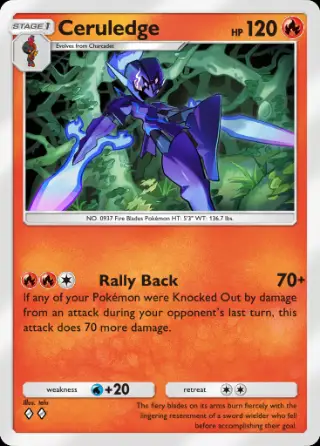 STAGE 1
Ceruledge
HP 120
Evolves from Charcadet
NO. 0937 Fire Blades Pokémon HT: 5'3" WT: 136.7 lbs.
Rally Back 70+
If any of your Pokémon were Knocked Out by damage
from an attack during your opponent's last turn, this
attack does 70 more damage.
weakness +20 retreat
The fiery blades on its arms burn fiercely with the
lingering resentment of a sword wielder who fell
before accomplishing their goal.